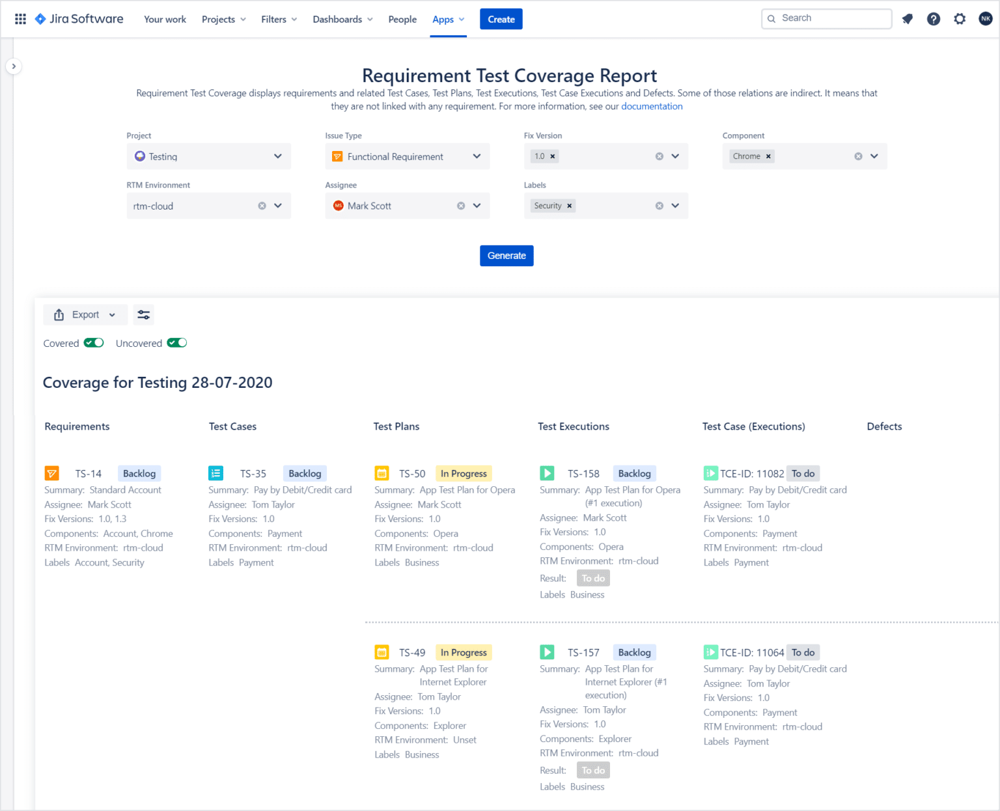 Jira Software Your work Projects Filters Dashboards People Apps Create Search NK
Requirement Test Coverage Report
Requirement Test Coverage displays requirements and related Test Cases, Test Plans, Test Executions, Test Case Executions and Defects. Some of those relations are indirect. It means that
they are not linked with any requirement. For more information, see our documentation
Project Issue Type Fix Version Component
Testing Functional Requirement 1.0 Chrome
RTM Environment Assignee Labels
rtm-cloud MS Mark Scott Security
Generate
Export
Covered Uncovered
Coverage for Testing 28-07-2020
Requirements Test Cases Test Plans Test Executions Test Case (Executions) Defects
TS-14 Backlog
Summary: Standard Account
Assignee: Mark Scott
Fix Versions: 1.0, 1.3
Components: Account, Chrome
RTM Environment: rtm-cloud
Labels Account, Security
TS-35 Backlog
Summary: Pay by Debit/Credit card
Assignee: Tom Taylor
Fix Versions: 1.0
Components: Payment
RTM Environment: rtm-cloud
Labels Payment
TS-50 In Progress
Summary: App Test Plan for Opera
Assignee: Mark Scott
Fix Versions: 1.0
Components: Opera
RTM Environment: rtm-cloud
Labels Business
TS-158 Backlog
Summary: App Test Plan for Opera
(#1 execution)
Assignee: Mark Scott
Fix Versions: 1.0
Components: Opera
RTM Environment: rtm-cloud
Result: To do
Labels Business
TCE-ID: 11082 To do
Summary: Pay by Debit/Credit card
Assignee: Tom Taylor
Fix Versions: 1.0
Components: Payment
RTM Environment: rtm-cloud
Labels Payment
TS-49 In Progress
Summary: App Test Plan for
Internet Explorer
Assignee: Tom Taylor
Fix Versions: 1.0
Components: Explorer
RTM Environment: Unset
Labels Business
TS-157 Backlog
Summary: App Test Plan for
Internet Explorer (#1
execution)
Assignee: Tom Taylor
Fix Versions: 1.0
Components: Explorer
RTM Environment: rtm-cloud
Result: To do
Labels Business
TCE-ID: 11064 To do
Summary: Pay by Debit/Credit card
Assignee: Tom Taylor
Fix Versions: 1.0
Components: Payment
RTM Environment: rtm-cloud
Labels Payment